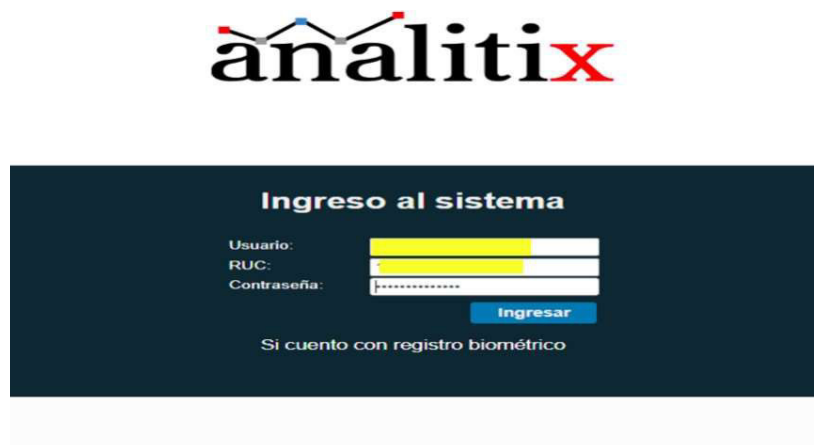 analitix
Ingreso al sistema
Usuario:
RUC:
Contraseña:
Ingresar
Si cuento con registro biométrico